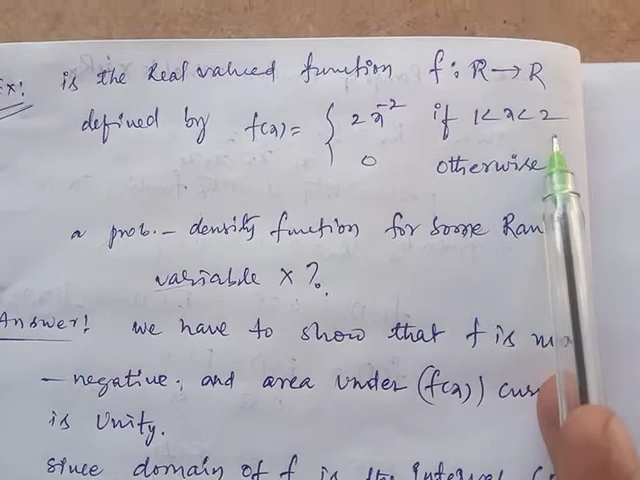 Ex:
is the Real valued function f: R → R
defined by f(x) = { 2x⁻² if 1 < x < 2
0 otherwise
a prob. - density function for some Ran
variable X ?.
Answer! we have to show that f is
- negative; and area under (f(x))
is Unity.
since domain of f is the interval